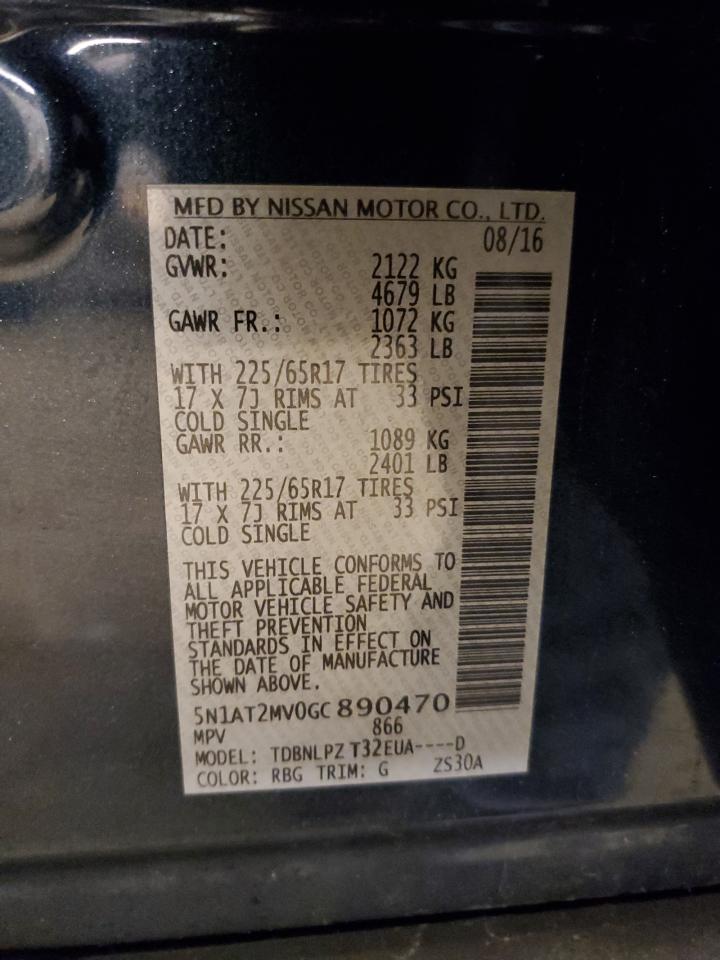 MFD BY NISSAN MOTOR CO., LTD.
DATE: 08/16
GVWR: 2122 KG
4679 LB
GAWR FR.: 1072 KG
2363 LB
WITH 225/65R17 TIRES
17 X 7J RIMS AT 33 PSI
COLD SINGLE
GAWR RR.: 1089 KG
2401 LB
WITH 225/65R17 TIRES
17 X 7J RIMS AT 33 PSI
COLD SINGLE
THIS VEHICLE CONFORMS TO
ALL APPLICABLE FEDERAL
MOTOR VEHICLE SAFETY AND
THEFT PREVENTION
STANDARDS IN EFFECT ON
THE DATE OF MANUFACTURE
SHOWN ABOVE.
5N1AT2MV0GC 890470
MPV 866
MODEL: TDBNLPZ T32EUA----D
COLOR: RBG TRIM: G ZS30A